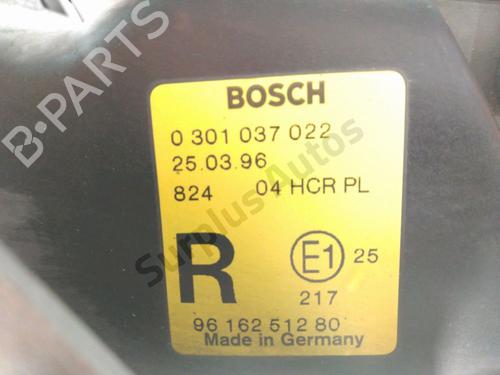 BOSCH
0 301 037 022
25.03.96
824 04 HCR PL
R E1 25
217
96 162 512 80
Made in Germany
Surplus Autos
B-PARTS